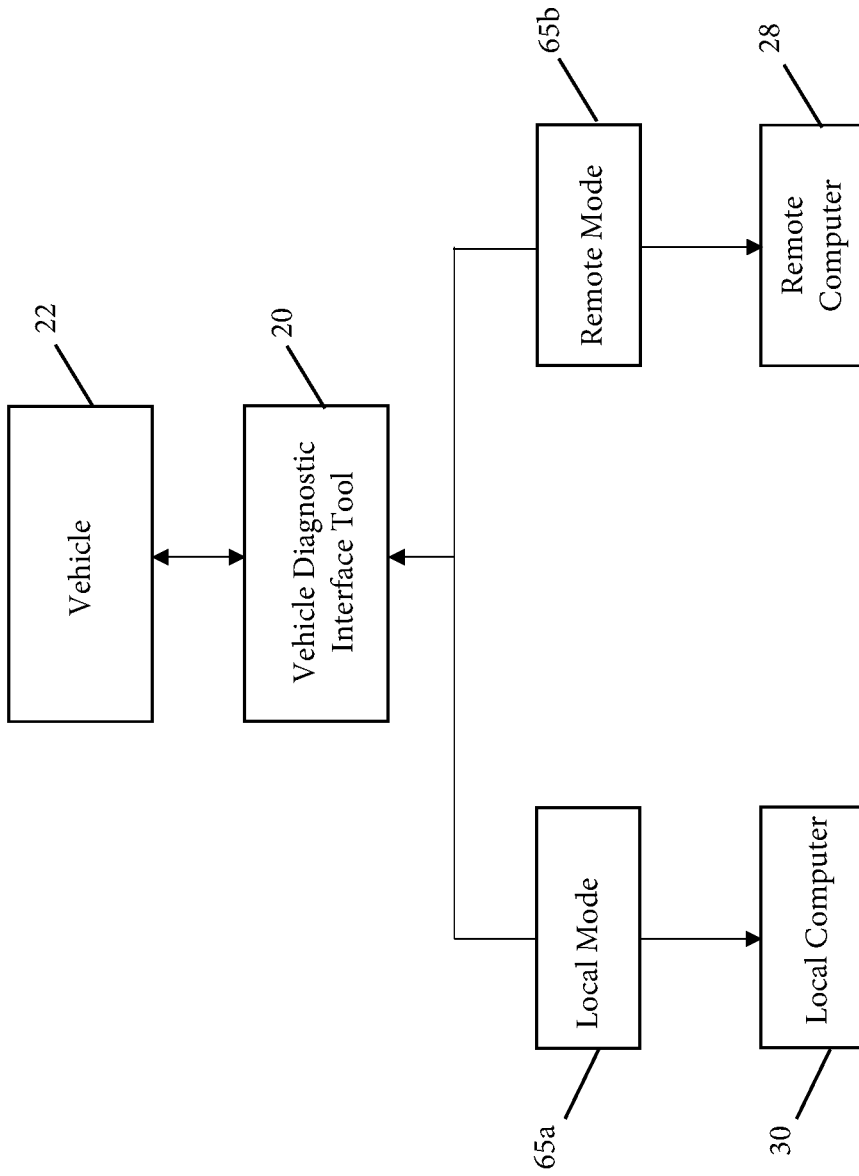 22
Vehicle
20
Vehicle Diagnostic
Interface Tool
65a
Local Mode
65b
Remote Mode
30
Local Computer
28
Remote
Computer